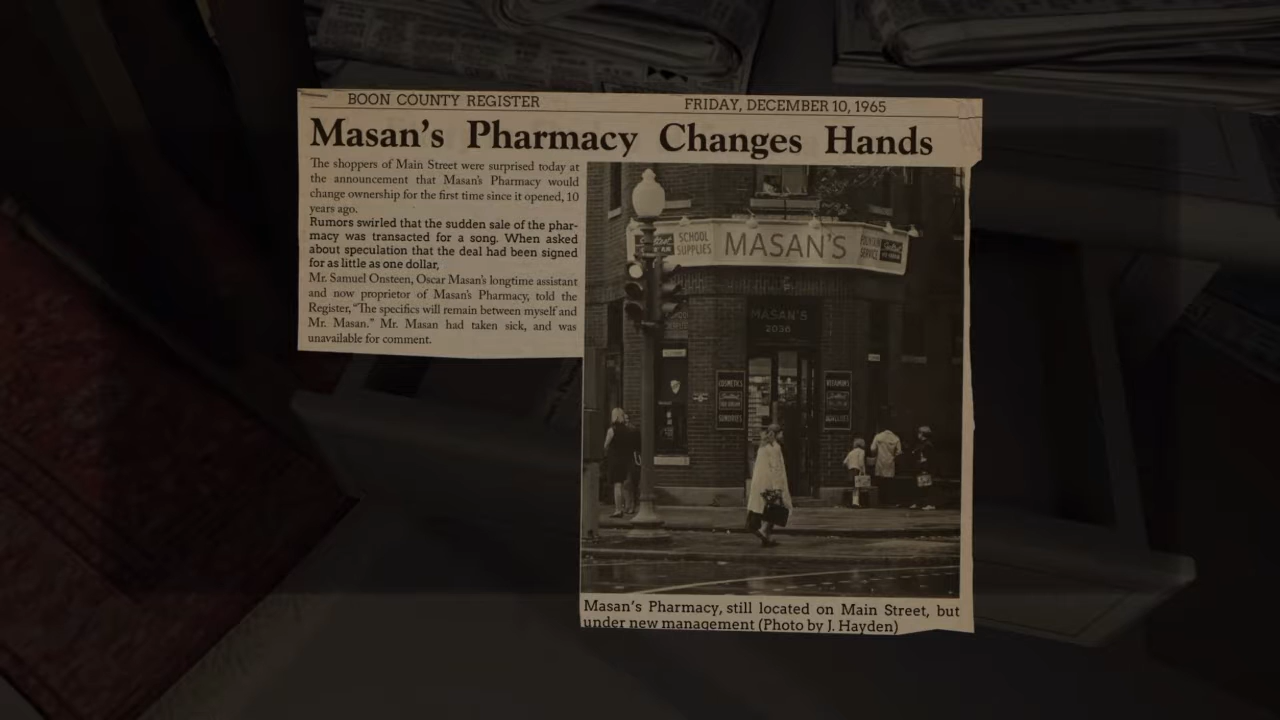 BOON COUNTY REGISTER
FRIDAY, DECEMBER 10, 1965
Masan's Pharmacy Changes Hands
The shoppers of Main Street were surprised today at
the announcement that Masan's Pharmacy would
change ownership for the first time since it opened, 10
years ago.
Rumors swirled that the sudden sale of the phar-
macy was transacted for a song. When asked
about speculation that the deal had been signed
for as little as one dollar,
Mr. Samuel Onsteen, Oscar Masan's longtime assistant
and now proprietor of Masan's Pharmacy, told the
Register, "The specifics will remain between myself and
Mr. Masan." Mr. Masan had taken sick, and was
unavailable for comment.
SCHOOL
SUPPLIES
MASAN'S
FOUNTAIN
SERVICE
MASAN'S
2036
COSMETICS
SUNDRIES
Masan's Pharmacy, still located on Main Street, but
under new management (Photo by J. Hayden)